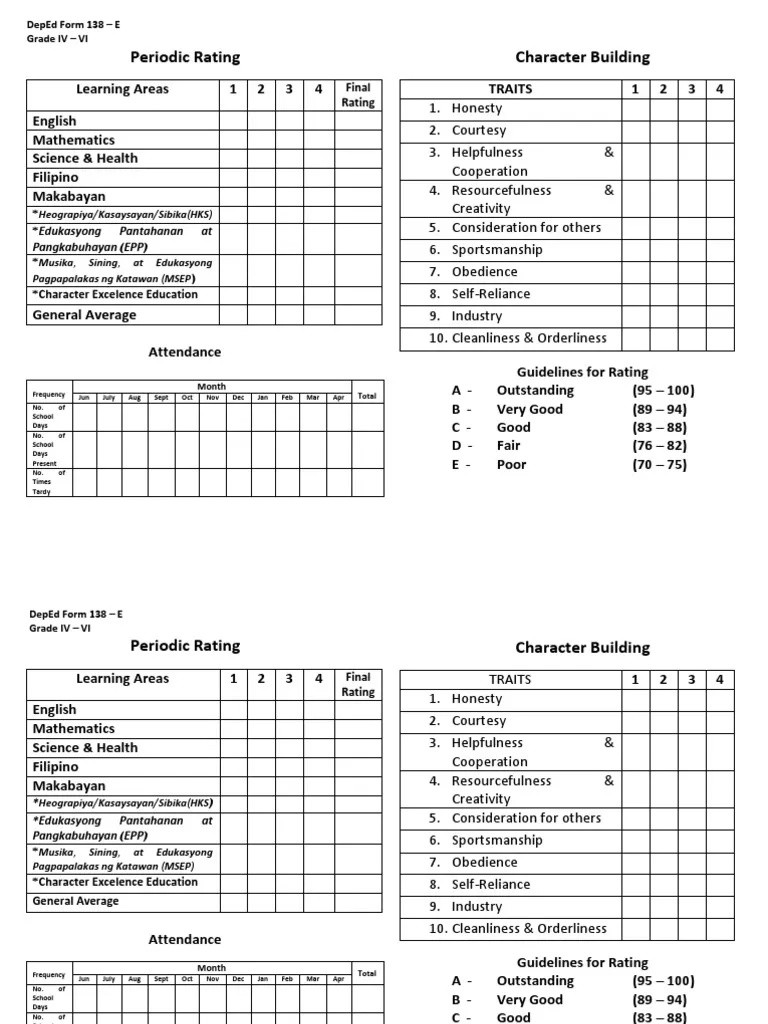 DepEd Form 138 – E
Grade IV – VI
Periodic Rating
Learning Areas 1 2 3 4 Final
Rating
English
Mathematics
Science & Health
Filipino
Makabayan
*Heograpiya/Kasaysayan/Sibika(HKS)
*Edukasyong Pantahanan at
Pangkabuhayan (EPP)
*Musika, Sining, at Edukasyong
Pagpapalakas ng Katawan (MSEP)
*Character Excelence Education
General Average
Attendance
Frequency Month Total
Jun July Aug Sept Oct Nov Dec Jan Feb Mar Apr
No. of
School
Days
No. of
School
Days
Present
No. of
Times
Tardy
Character Building
TRAITS 1 2 3 4
1. Honesty
2. Courtesy
3. Helpfulness &
Cooperation
4. Resourcefulness &
Creativity
5. Consideration for others
6. Sportsmanship
7. Obedience
8. Self-Reliance
9. Industry
10. Cleanliness & Orderliness
Guidelines for Rating
A - Outstanding (95 – 100)
B - Very Good (89 – 94)
C - Good (83 – 88)
D - Fair (76 – 82)
E - Poor (70 – 75)
DepEd Form 138 – E
Grade IV – VI
Periodic Rating
Learning Areas 1 2 3 4 Final
Rating
English
Mathematics
Science & Health
Filipino
Makabayan
*Heograpiya/Kasaysayan/Sibika(HKS)
*Edukasyong Pantahanan at
Pangkabuhayan (EPP)
*Musika, Sining, at Edukasyong
Pagpapalakas ng Katawan (MSEP)
*Character Excelence Education
General Average
Attendance
Frequency Month Total
Jun July Aug Sept Oct Nov Dec Jan Feb Mar Apr
No. of
School
Days
No. of
Character Building
TRAITS 1 2 3 4
1. Honesty
2. Courtesy
3. Helpfulness &
Cooperation
4. Resourcefulness &
Creativity
5. Consideration for others
6. Sportsmanship
7. Obedience
8. Self-Reliance
9. Industry
10. Cleanliness & Orderliness
Guidelines for Rating
A - Outstanding (95 – 100)
B - Very Good (89 – 94)
C - Good (83 – 88)